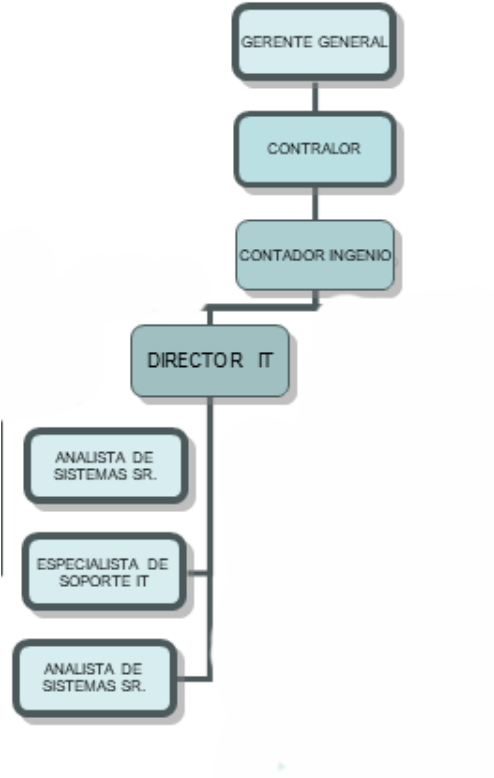 GERENTE GENERAL
CONTRALOR
CONTADOR INGENIO
DIRECTOR IT
ANALISTA DE
SISTEMAS SR.
ESPECIALISTA DE
SOPORTE IT
ANALISTA DE
SISTEMAS SR.